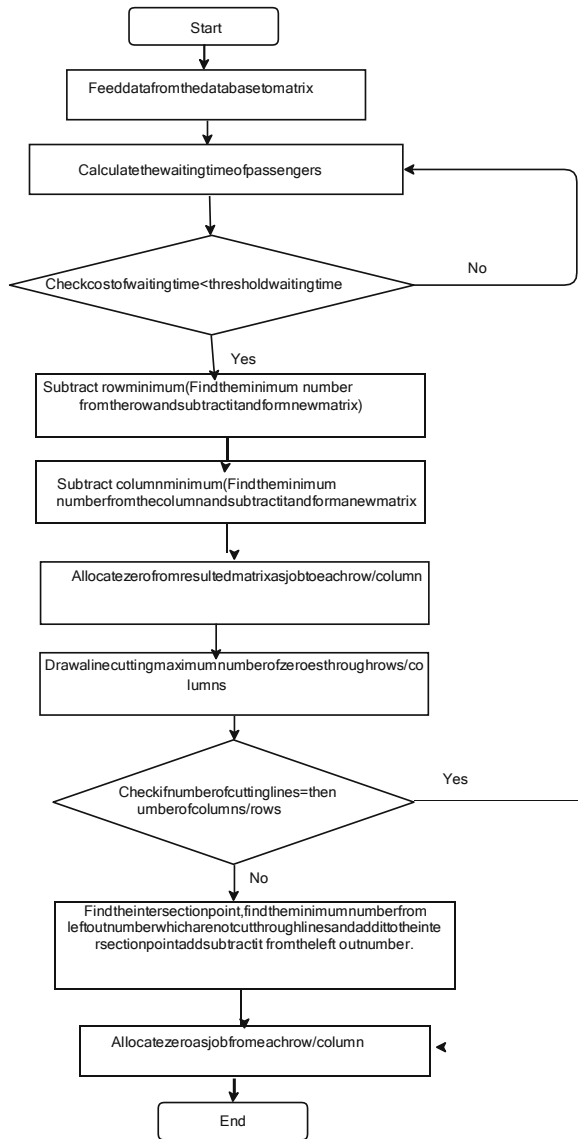 Start
Feeddatafromthedatabasetomatrix
Calculatethewaitingtimeofpassengers
No
Checkcostofwaitingtime<thresholdwaitingtime
Yes
Subtract rowminimum(Findtheminimum number
fromtherowandsubtractitandformnewmatrix)
Subtract columnminimum(Findtheminimum
numberfromthecolumnandsubtractitandformanewmatrix
Allocatezerofromresultedmatrixasjobtoeachrow/column
Drawalinecuttingmaximumnumberofzeroesthroughrows/co
lumns
Yes
Checkifnumberofcuttinglines=then
umberofcolumns/rows
No
Findtheintersectionpoint,findtheminimumnumberfrom
leftoutnumberwhicharenotcutthroughlinesandaddittotheinte
rsectionpointaddsubtractit fromtheleft outnumber.
Allocatezeroasjobfromeachrow/column
End